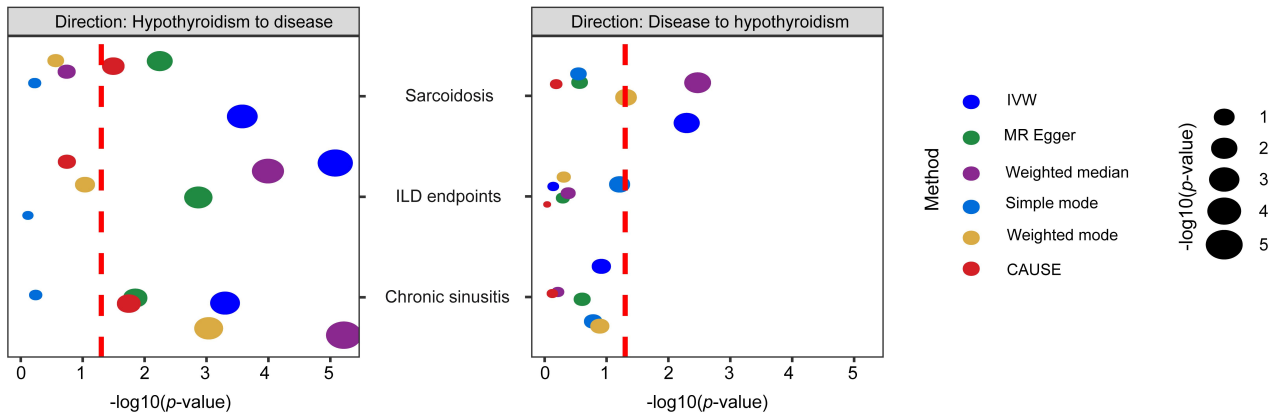 Direction: Hypothyroidism to disease
Direction: Disease to hypothyroidism
Sarcoidosis
ILD endpoints
Chronic sinusitis
0 1 2 3 4 5
-log10(p-value)
0 1 2 3 4 5
-log10(p-value)
Method
IVW
MR Egger
Weighted median
Simple mode
Weighted mode
CAUSE
-log10(p-value)
1
2
3
4
5